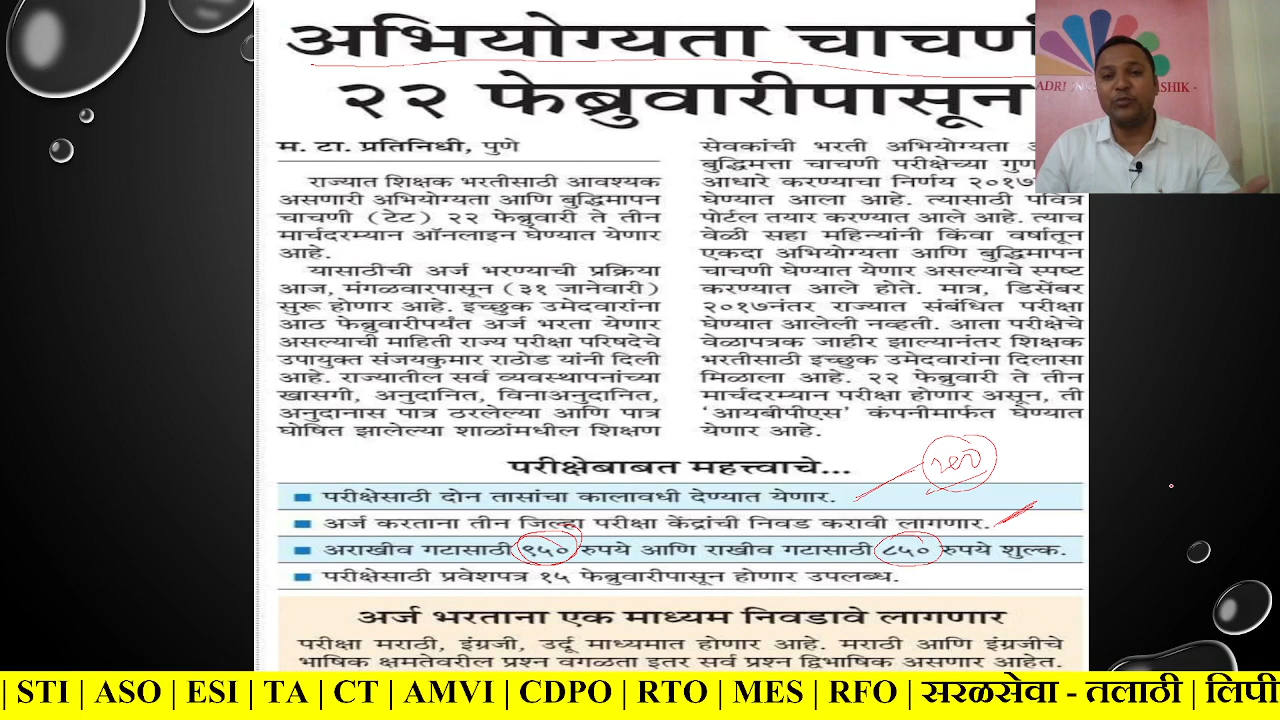 अभियोग्यता चाचणी
२२ फेब्रुवारीपासून
ADRI
ASHIK -
म. टा. प्रतिनिधी, पुणे
राज्यात शिक्षक भरतीसाठी आवश्यक
असणारी अभियोग्यता आणि बुद्धिमापन
चाचणी (टेट) २२ फेब्रुवारी ते तीन
मार्चदरम्यान ऑनलाइन घेण्यात येणार
आहे.
यासाठीची अर्ज भरण्याची प्रक्रिया
आज, मंगळवारपासून (३१ जानेवारी)
सुरू होणार आहे. इच्छुक उमेदवारांना
आठ फेब्रुवारीपर्यंत अर्ज भरता येणार
असल्याची माहिती राज्य परीक्षा परिषदेचे
उपायुक्त संजयकुमार राठोड यांनी दिली
आहे. राज्यातील सर्व व्यवस्थापनांच्या
खासगी, अनुदानित, विनाअनुदानित,
अनुदानास पात्र ठरलेल्या आणि पात्र
घोषित झालेल्या शाळांमधील शिक्षण
सेवकांची भरती अभियोग्यता
बुद्धिमत्ता चाचणी परीक्षेच्या गुण
आधारे करण्याचा निर्णय २०१७
घेण्यात आला आहे. त्यासाठी पवित्र
पोर्टल तयार करण्यात आले आहे. त्याच
वेळी सहा महिन्यांनी किंवा वर्षातून
एकदा अभियोग्यता आणि बुद्धिमापन
चाचणी घेण्यात येणार असल्याचे स्पष्ट
करण्यात आले होते. मात्र, डिसेंबर
२०१७नंतर राज्यात संबंधित परीक्षा
घेण्यात आलेली नव्हती. आता परीक्षेचे
वेळापत्रक जाहीर झाल्यानंतर शिक्षक
भरतीसाठी इच्छुक उमेदवारांना दिलासा
मिळाला आहे. २२ फेब्रुवारी ते तीन
मार्चदरम्यान परीक्षा होणार असून, ती
‘आयबीपीएस’ कंपनीमार्फत घेण्यात
येणार आहे.
परीक्षेबाबत महत्त्वाचे...
परीक्षेसाठी दोन तासांचा कालावधी देण्यात येणार.
अर्ज करताना तीन जिल्हा परीक्षा केंद्रांची निवड करावी लागणार.
अराखीव गटासाठी ९५० रुपये आणि राखीव गटासाठी ८५० रुपये शुल्क.
परीक्षेसाठी प्रवेशपत्र १५ फेब्रुवारीपासून होणार उपलब्ध.
अर्ज भरताना एक माध्यम निवडावे लागणार
परीक्षा मराठी, इंग्रजी, उर्दू माध्यमात होणार आहे. मराठी आणि इंग्रजीचे
भाषिक क्षमतेवरील प्रश्न वगळता इतर सर्व प्रश्न द्विभाषिक असणार आहेत.
| STI | ASO | ESI | TA | CT | AMVI | CDPO | RTO | MES | RFO | सरळसेवा - तलाठी | लिपी